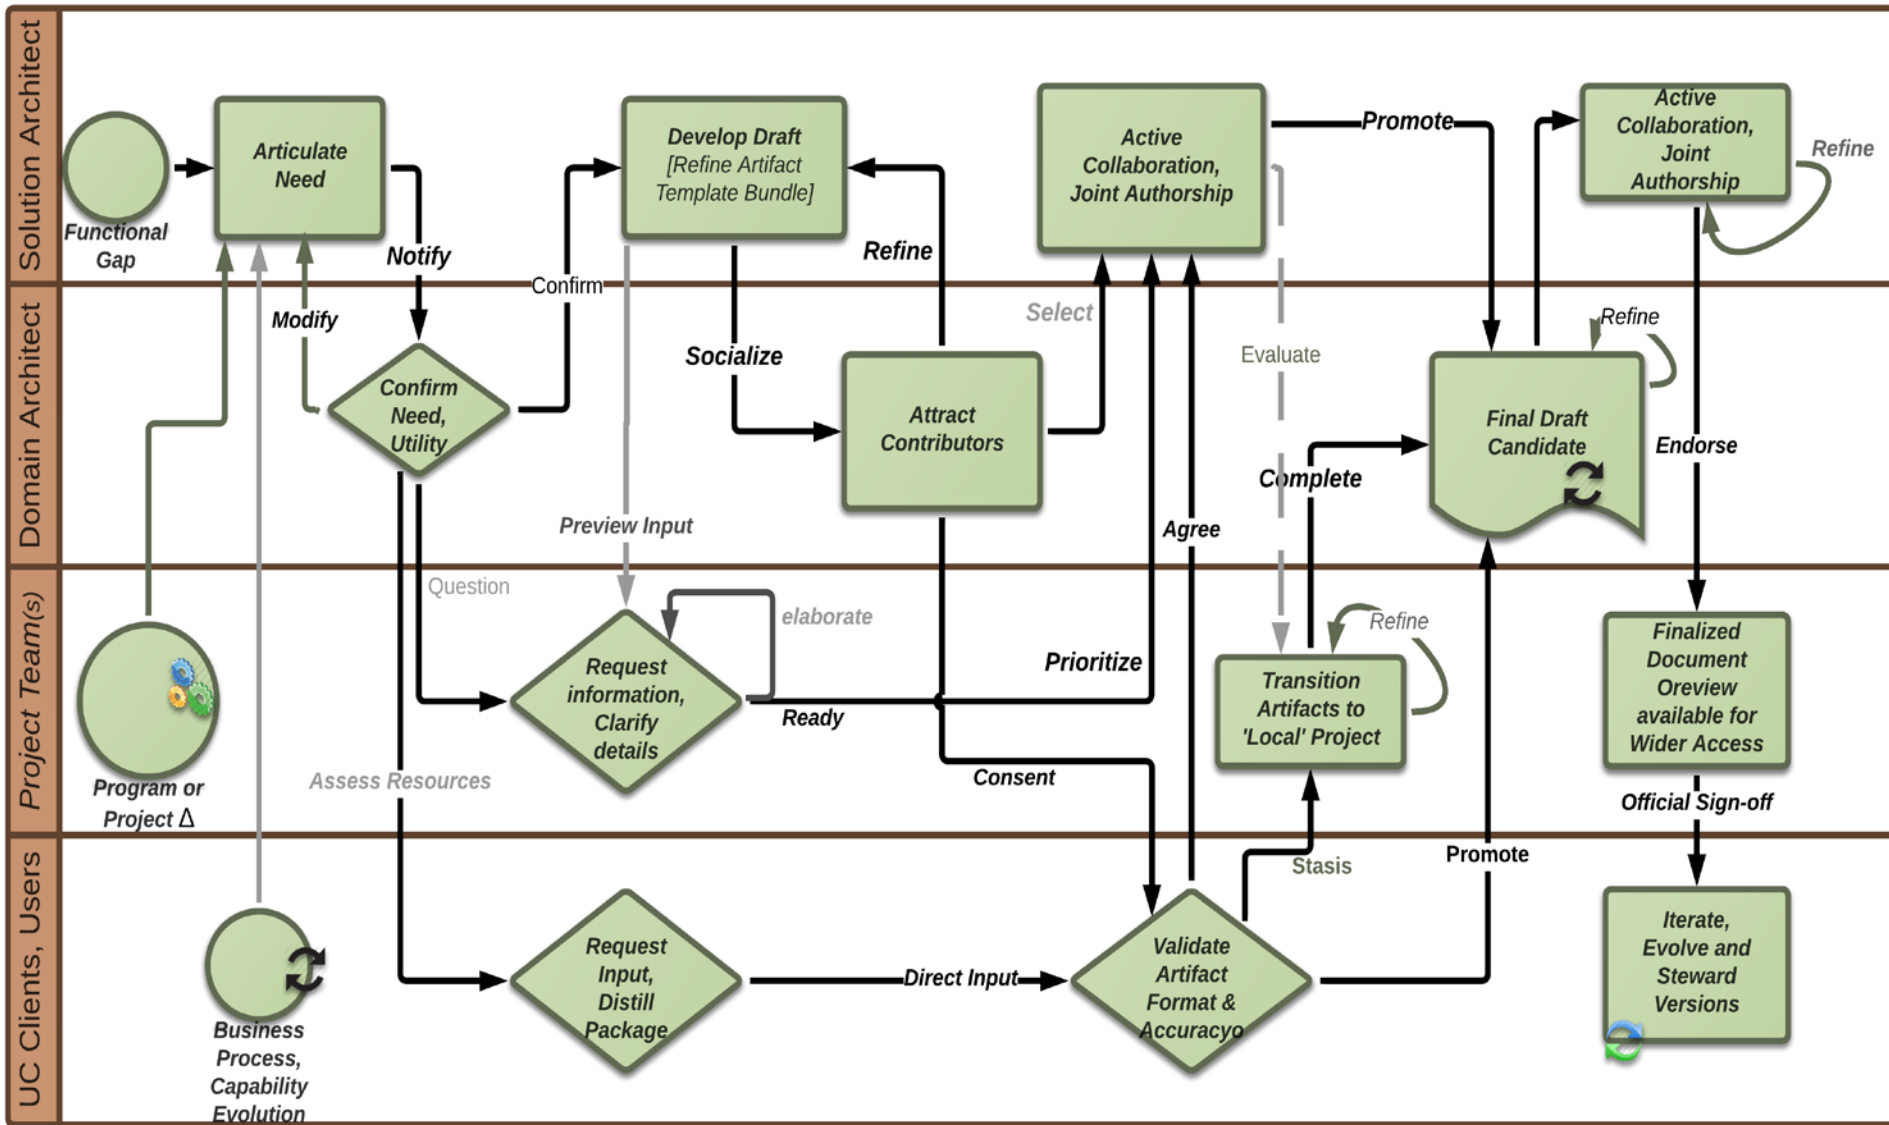 Solution Architect
Functional
Gap
Articulate
Need
Notify
Develop Draft
[Refine Artifact
Template Bundle]
Refine
Active
Collaboration,
Joint Authorship
Promote
Active
Collaboration,
Joint
Authorship
Refine
Domain Architect
Modify
Confirm
Need,
Utility
Confirm
Socialize
Preview Input
Attract
Contributors
Select
Agree
Evaluate
Complete
Refine
Final Draft
Candidate
Endorse
Project Team(s)
Program or
Project Δ
Question
Assess Resources
Request
information,
Clarify
details
elaborate
Ready
Prioritize
Consent
Refine
Transition
Artifacts to
'Local' Project
Finalized
Document
Oreview
available for
Wider Access
Official Sign-off
UC Clients, Users
Business
Process,
Capability
Evolution
Request
Input,
Distill
Package
Direct Input
Validate
Artifact
Format &
Accuracyo
Stasis
Promote
Iterate,
Evolve and
Steward
Versions